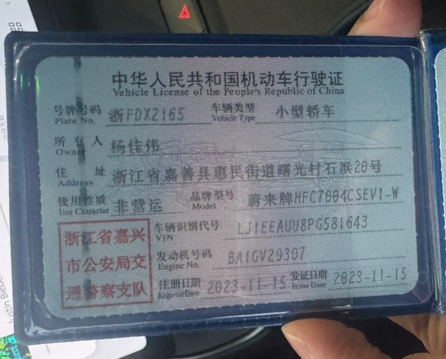 中华人民共和国机动车行驶证
Vehicle License of the People's Republic of China
号牌号码 浙FDX2165 车辆类型 小型轿车
Plate No. Vehicle Type
所有人 杨佳伟
Owner
住址 浙江省嘉善县惠民街道曙光村石浜20号
Address
使用性质 非营运 品牌型号 蔚来牌HFC7004CSEV1-W
Use Character Model
浙江省嘉兴
市公安局交
通警察支队
车辆识别代号 LJ1EEAUU8PG581643
VIN
发动机号码 BA1GV29307
Engine No.
注册日期 2023-11-15 发证日期 2023-11-15
Register Date Issue Date